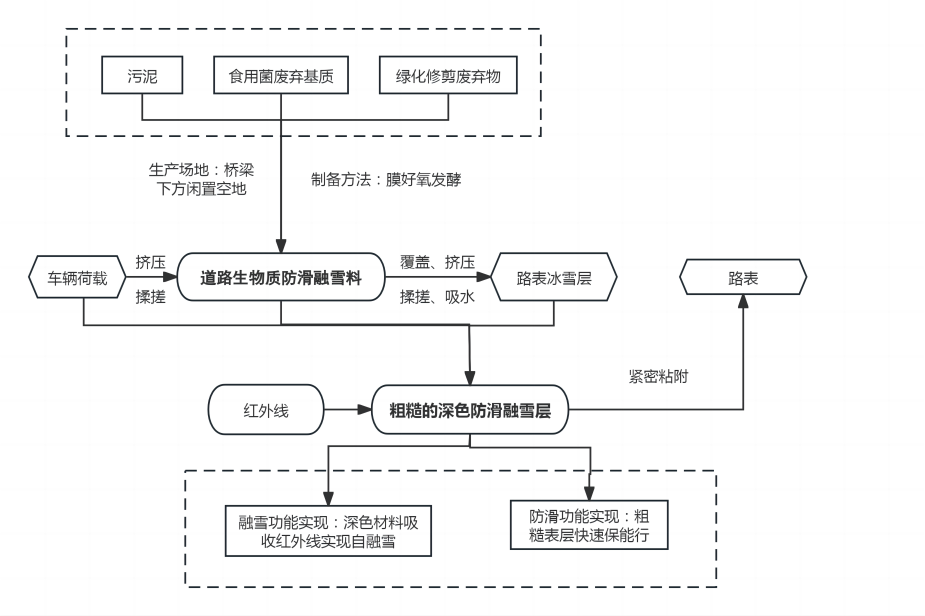 污泥
食用菌废弃基质
绿化修剪废弃物
生产场地：桥梁
下方闲置空地
制备方法：膜好氧发酵
车辆荷载
挤压
揉搓
道路生物质防滑融雪料
覆盖、挤压
揉搓、吸水
路表冰雪层
路表
紧密粘附
红外线
粗糙的深色防滑融雪层
融雪功能实现：深色材料吸
收红外线实现自融雪
防滑功能实现：粗
糙表层快速保能行